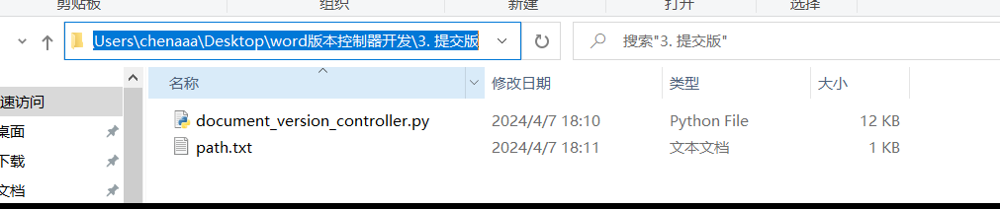 剪贴板 组织 新建 打开 选择
Users\chenaaa\Desktop\word版本控制器开发\3. 提交版
搜索"3. 提交版"
名称 修改日期 类型 大小
速访问
document_version_controller.py 2024/4/7 18:10 Python File 12 KB
桌面
path.txt 2024/4/7 18:11 文本文档 1 KB
下载
文档